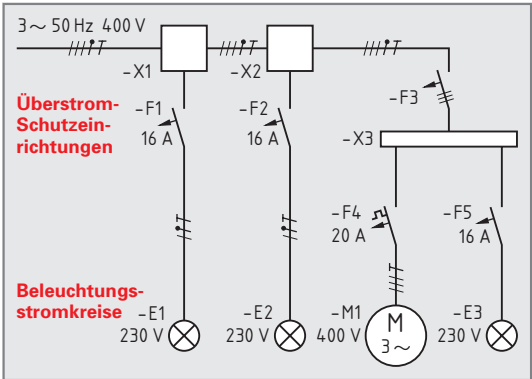 3~ 50 Hz 400 V
–X1
–X2
–F3
Überstrom-
Schutzein-
richtungen
–F1
16 A
–F2
16 A
–X3
–F4
20 A
–F5
16 A
Beleuchtungs-
stromkreise
–E1
230 V
–E2
230 V
–M1
400 V
M
3~
–E3
230 V